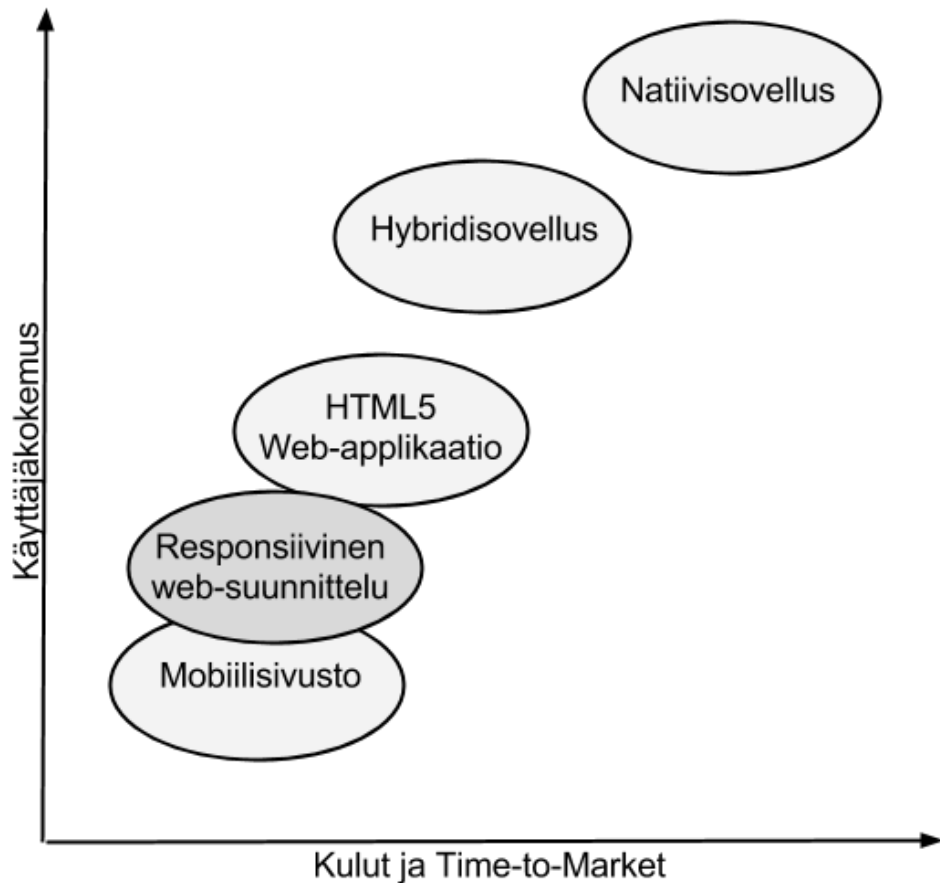 Natiivisovellus
Hybridisovellus
HTML5
Web-applikaatio
Responsiivinen
web-suunnittelu
Mobiilisivusto
Käyttäjäkokemus
Kulut ja Time-to-Market